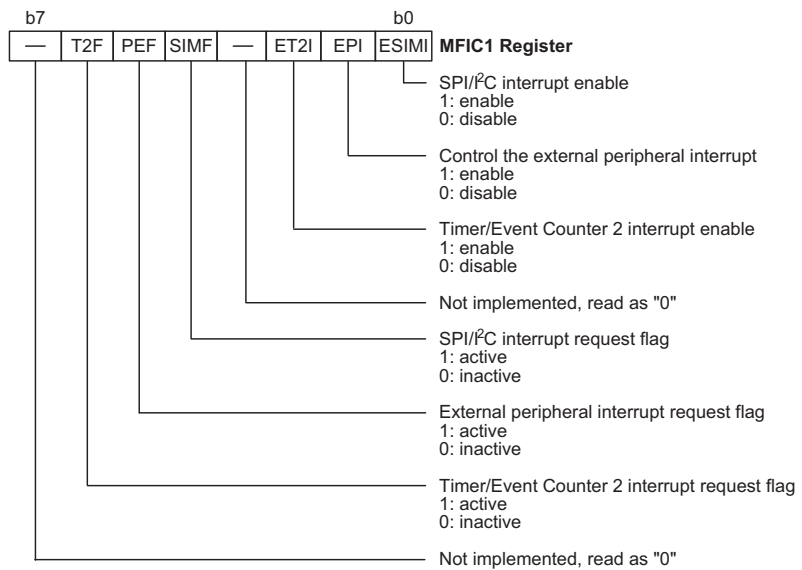 b7 b0
— T2F PEF SIMF — ET2I EPI ESIMI MFIC1 Register
SPI/I²C interrupt enable
1: enable
0: disable
Control the external peripheral interrupt
1: enable
0: disable
Timer/Event Counter 2 interrupt enable
1: enable
0: disable
Not implemented, read as "0"
SPI/I²C interrupt request flag
1: active
0: inactive
External peripheral interrupt request flag
1: active
0: inactive
Timer/Event Counter 2 interrupt request flag
1: active
0: inactive
Not implemented, read as "0"